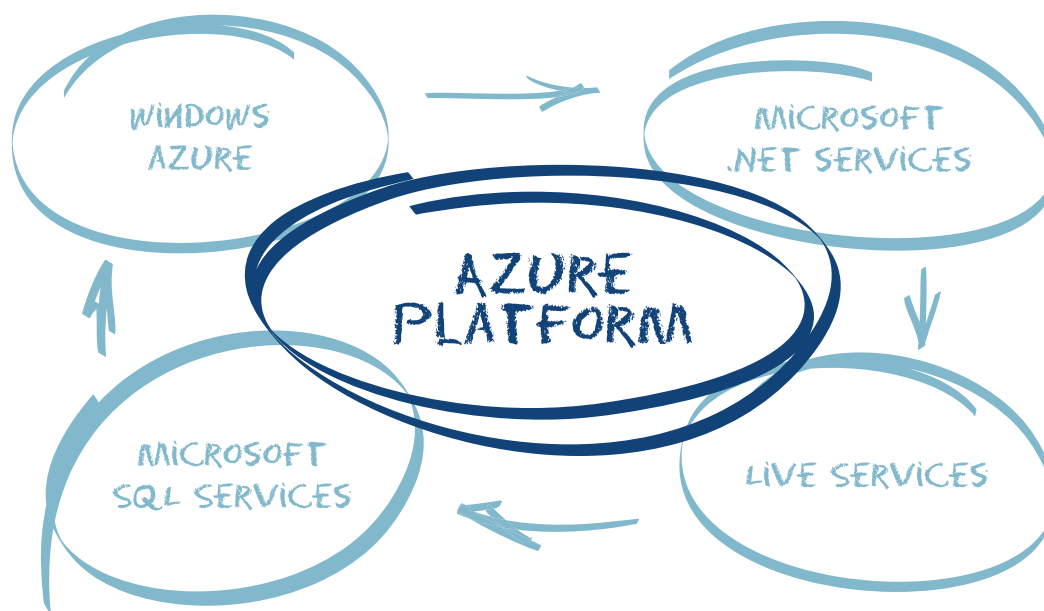 WINDOWS
AZURE
MICROSOFT
.NET SERVICES
AZURE
PLATFORM
MICROSOFT
SQL SERVICES
LIVE SERVICES